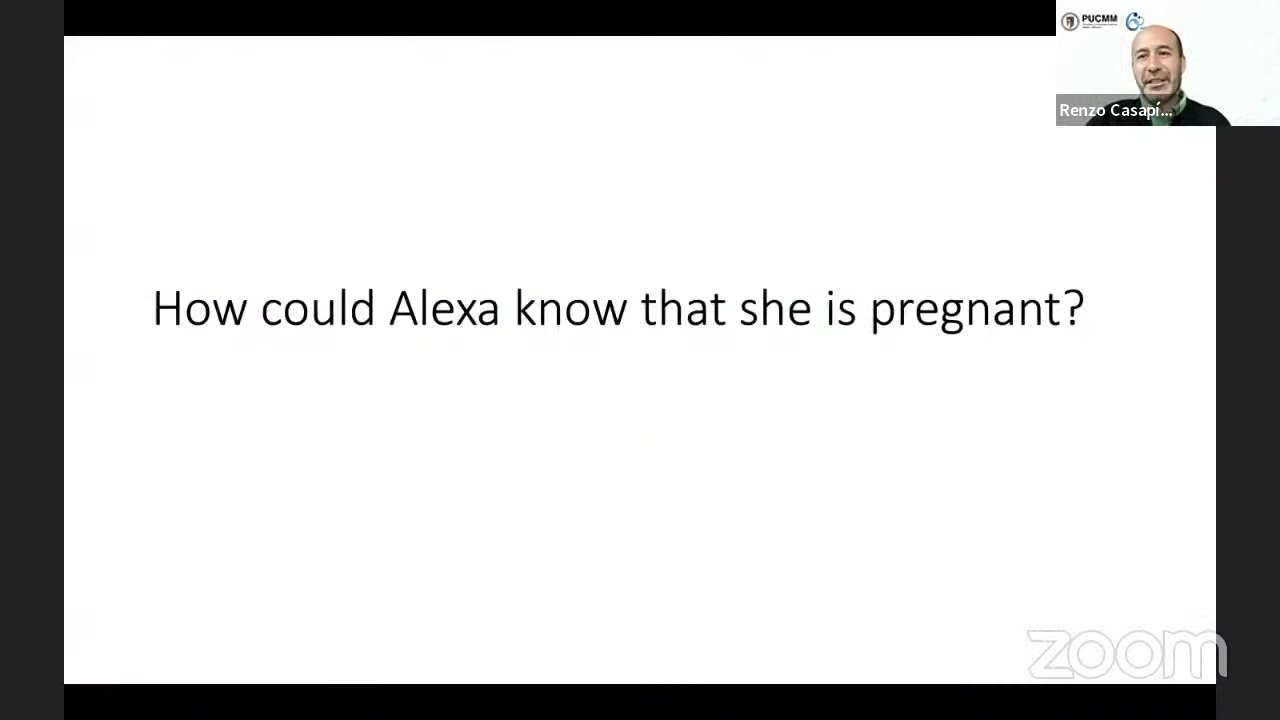 PUCMM
Renzo Casapí...
How could Alexa know that she is pregnant?
zoom